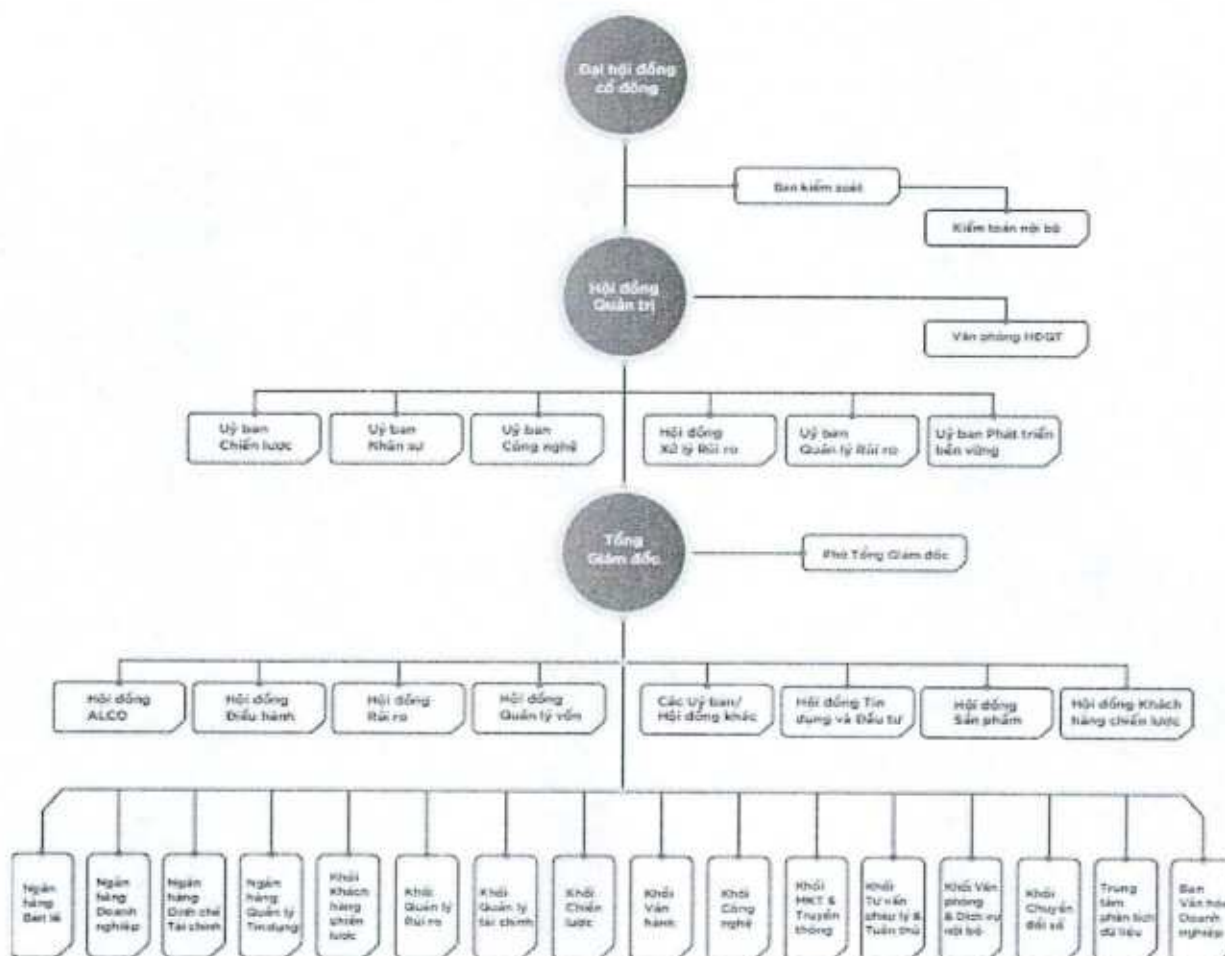 Đại hội đồng
cổ đông
Ban kiểm soát
Kiểm toán nội bộ
Hội đồng
Quản trị
Văn phòng HĐQT
Uỷ ban
Chiến lược
Uỷ ban
Nhân sự
Uỷ ban
Công nghệ
Hội đồng
Xử lý Rủi ro
Uỷ ban
Quản lý Rủi ro
Uỷ ban Phát triển
bền vững
Tổng
Giám đốc
Phó Tổng Giám đốc
Hội đồng
ALCO
Hội đồng
Điều hành
Hội đồng
Rủi ro
Hội đồng
Quản lý vốn
Các Uỷ ban/
Hội đồng khác
Hội đồng Tín
dụng và Đầu tư
Hội đồng
Sản phẩm
Hội đồng Khách
hàng chiến lược
Ngân
hàng
Bán lẻ
Ngân
hàng
Doanh
nghiệp
Ngân
hàng
Định chế
Tài chính
Ngân
hàng
Quản lý
Tín dụng
Khối
Khách
hàng
chiến
lược
Khối
Quản lý
Rủi ro
Khối
Quản lý
tài chính
Khối
Chiến
lược
Khối
Vận
hành
Khối
Công
nghệ
Khối
MKT &
Truyền
thông
Khối
Tư vấn
pháp lý &
Tuân thủ
Khối Văn
phòng
& Dịch vụ
nội bộ
Khối
Chuyển
đổi số
Trung
tâm
phân tích
dữ liệu
Ban
Văn hóa
Doanh
nghiệp